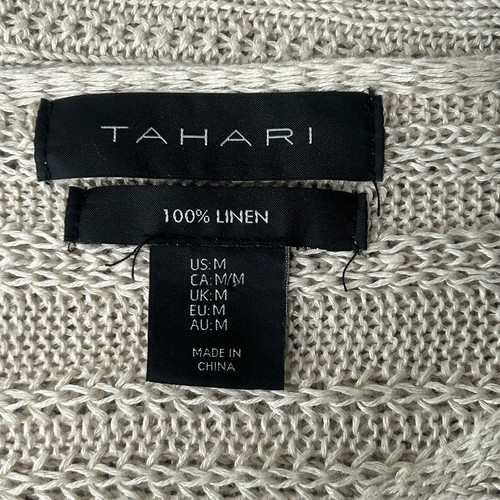 TAHARI
100% LINEN
US: M
CA: M/M
UK: M
EU: M
AU: M
MADE IN
CHINA